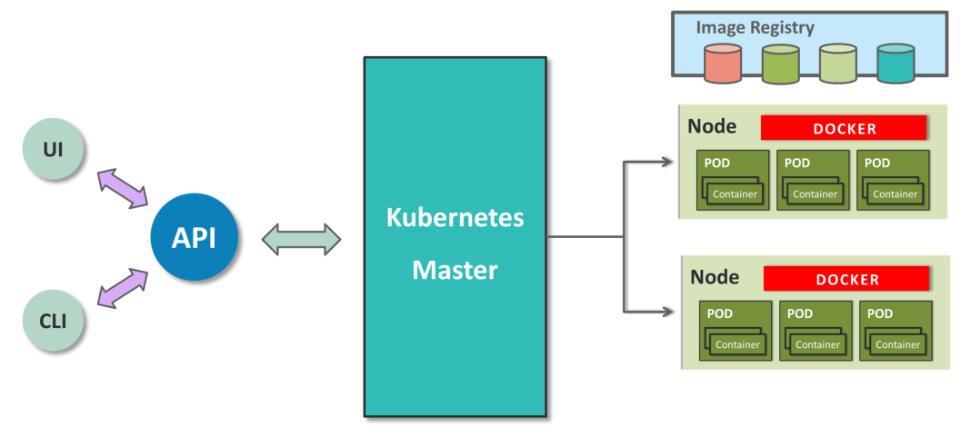 UI
CLI
API
Kubernetes
Master
Image Registry
Node
DOCKER
POD
POD
POD
Container
Container
Container
Node
DOCKER
POD
POD
POD
Container
Container
Container